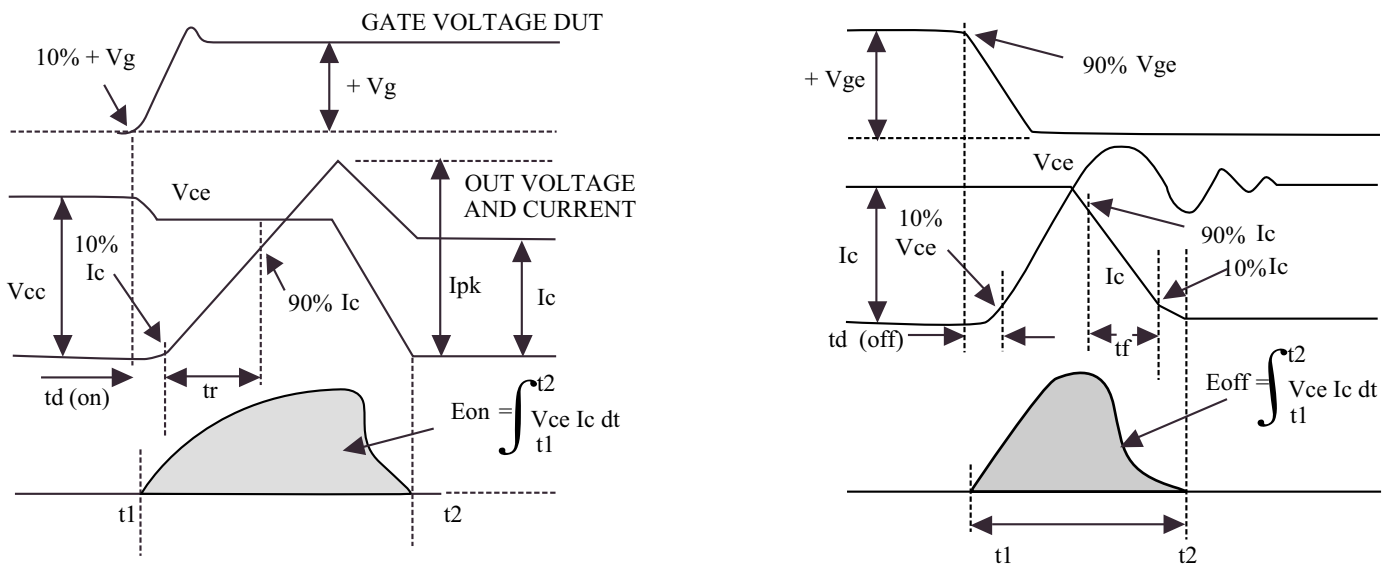 GATE VOLTAGE DUT
10% + Vg
+ Vg
Vce
OUT VOLTAGE
AND CURRENT
10%
Ic
Vcc
90% Ic
Ipk
Ic
td (on)
tr
Eon = ∫ t2
Vce Ic dt
t1
t1
t2
90% Vge
+ Vge
Vce
10%
Vce
90% Ic
Ic
Ic
10% Ic
td (off)
tf
Eoff = ∫ t2
Vce Ic dt
t1
t1
t2